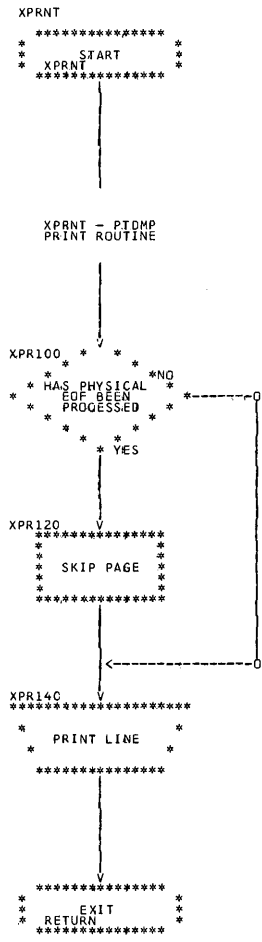 XPRNT
START
XPRNT
XPRNT - PTDMP
PRINT ROUTINE
XPR100
NO
HAS PHYSICAL
EOF BEEN
PROCESSED
YES
XPR120
SKIP PAGE
XPR140
PRINT LINE
EXIT
RETURN